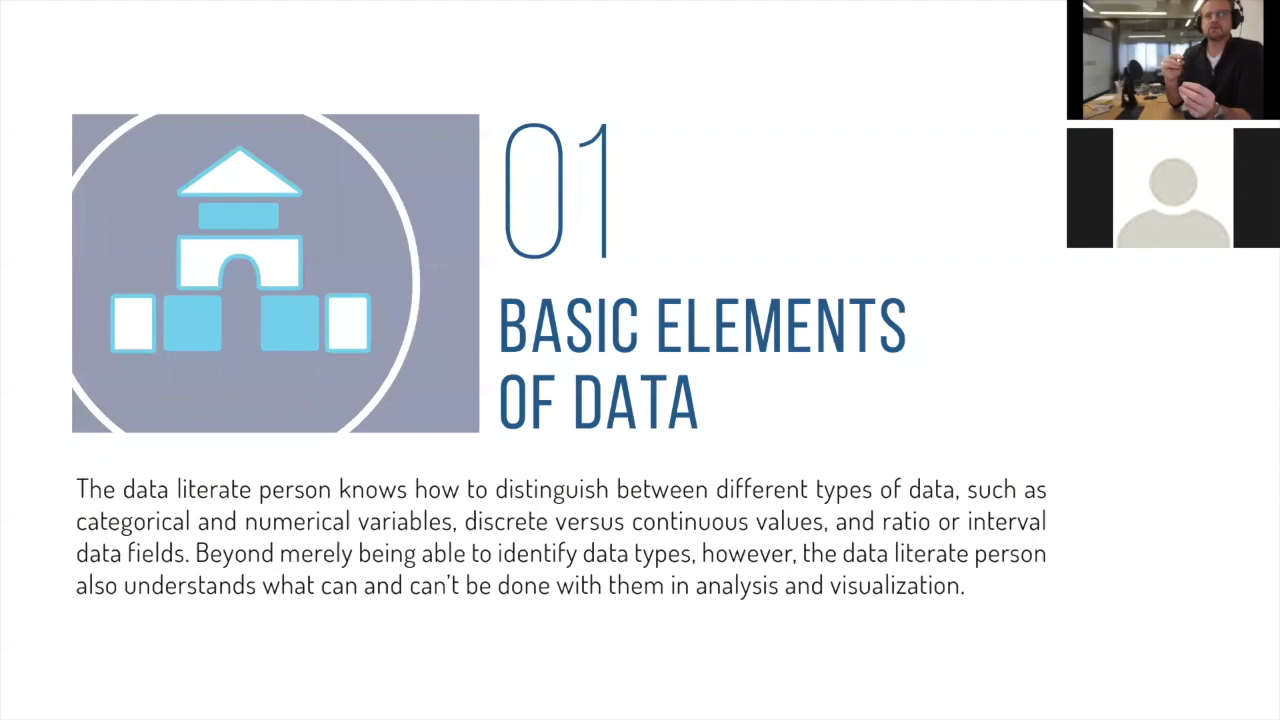 01
BASIC ELEMENTS
OF DATA
The data literate person knows how to distinguish between different types of data, such as
categorical and numerical variables, discrete versus continuous values, and ratio or interval
data fields. Beyond merely being able to identify data types, however, the data literate person
also understands what can and can't be done with them in analysis and visualization.